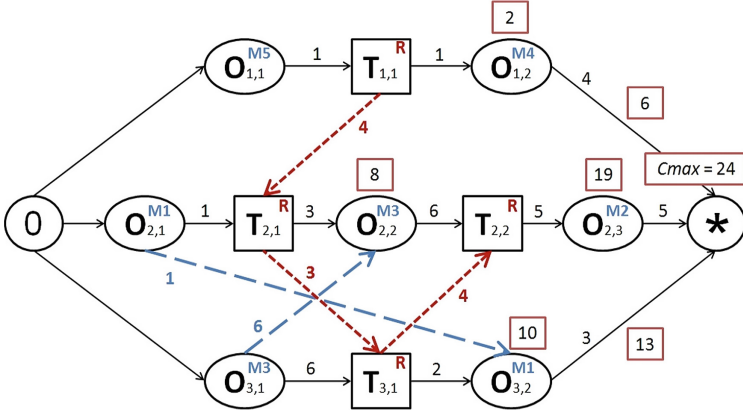 2
M5
O1,1
1
R
T1,1
1
M4
O1,2
4
6
4
Cmax = 24
8
19
0
M1
O2,1
1
R
T2,1
3
M3
O2,2
6
R
T2,2
5
M2
O2,3
5
*
1
3
4
6
10
3
13
M3
O3,1
6
R
T3,1
2
M1
O3,2